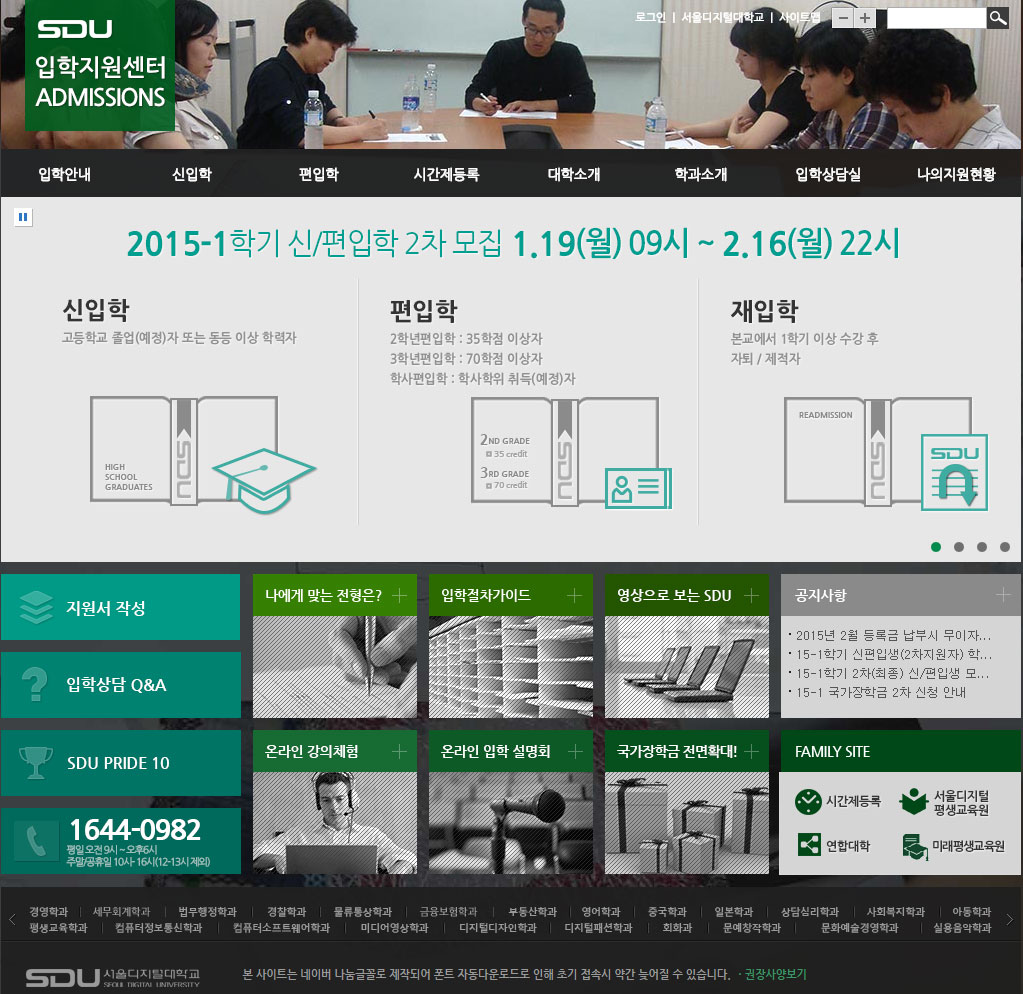 SDU
입학지원센터
ADMISSIONS
로그인 | 서울디지털대학교 | 사이트맵
입학안내 신입학 편입학 시간제등록 대학소개 학과소개 입학상담실 나의지원현황
2015-1학기 신/편입학 2차 모집 1.19(월) 09시 ~ 2.16(월) 22시
신입학
고등학교 졸업(예정)자 또는 동등 이상 학력자
HIGH
SCHOOL
GRADUATES
SDU
편입학
2학년편입학 : 35학점 이상자
3학년편입학 : 70학점 이상자
학사편입학 : 학사학위 취득(예정)자
2ND GRADE
35 credit
3RD GRADE
70 credit
SDU
재입학
본교에서 1학기 이상 수강 후
자퇴 / 제적자
READMISSION
SDU
SDU
지원서 작성
입학상담 Q&A
SDU PRIDE 10
1644-0982
평일 오전 9시 ~ 오후6시
주말/공휴일 10시~16시(12-13시 제외)
나에게 맞는 전형은?
입학절차가이드
영상으로 보는 SDU
공지사항
2015년 2월 등록금 납부시 무이자...
15-1학기 신편입생(2차지원자) 학...
15-1학기 2차(최종) 신/편입생 모...
15-1 국가장학금 2차 신청 안내
온라인 강의체험
온라인 입학 설명회
국가장학금 전면확대!
FAMILY SITE
시간제등록
서울디지털
평생교육원
연합대학
미래평생교육원
경영학과 세무회계학과 법무행정학과 경찰학과 물류통상학과 금융보험학과 부동산학과 영어학과 중국학과 일본학과 상담심리학과 사회복지학과 아동학과
평생교육학과 컴퓨터정보통신학과 컴퓨터소프트웨어학과 미디어영상학과 디지털디자인학과 디지털패션학과 회화과 문예창작학과 문화예술경영학과 실용음악학과
SDU 서울디지털대학교
SEOUL DIGITAL UNIVERSITY
본 사이트는 네이버 나눔글꼴로 제작되어 폰트 자동다운로드로 인해 초기 접속시 약간 늦어질 수 있습니다. · 권장사양보기